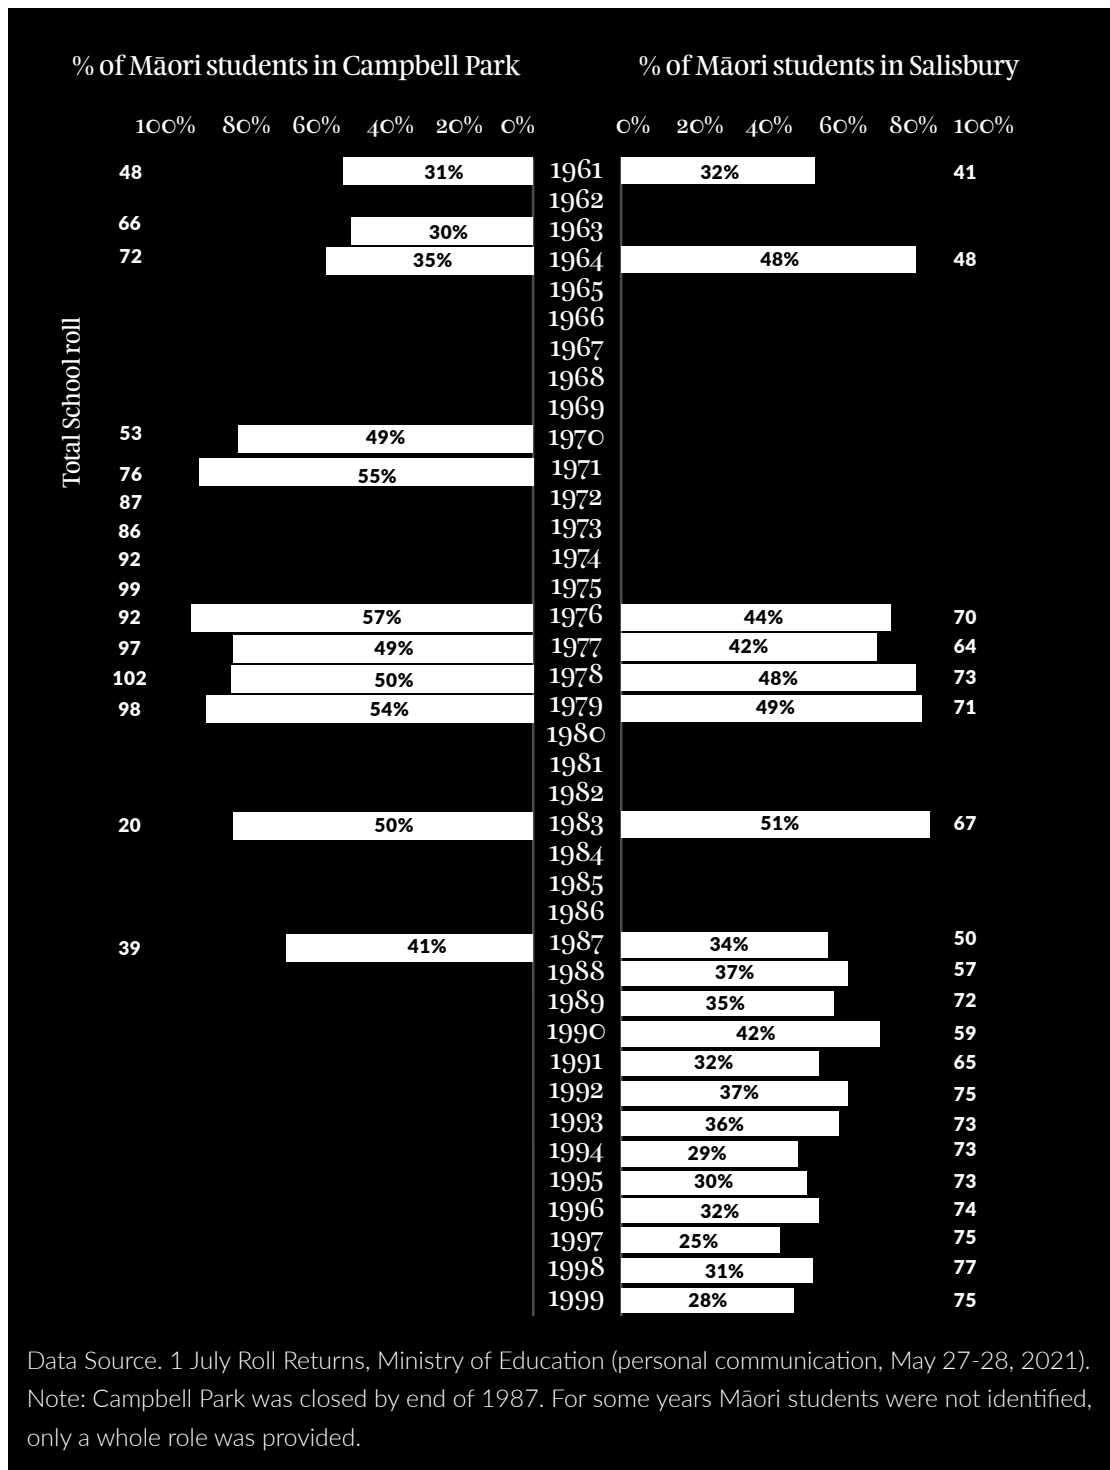 % of Māori students in Campbell Park % of Māori students in Salisbury
100% 80% 60% 40% 20% 0% 0% 20% 40% 60% 80% 100%
48 31% 1961 32% 41
1962
66 30% 1963
72 35% 1964 48% 48
1965
1966
1967
1968
1969
Total School roll
53 49% 1970
76 55% 1971
87 1972
86 1973
92 1974
99 1975
92 57% 1976 44% 70
97 49% 1977 42% 64
102 50% 1978 48% 73
98 54% 1979 49% 71
1980
1981
1982
20 50% 1983 51% 67
1984
1985
1986
39 41% 1987 34% 50
1988 37% 57
1989 35% 72
1990 42% 59
1991 32% 65
1992 37% 75
1993 36% 73
1994 29% 73
1995 30% 73
1996 32% 74
1997 25% 75
1998 31% 77
1999 28% 75
Data Source. 1 July Roll Returns, Ministry of Education (personal communication, May 27-28, 2021).
Note: Campbell Park was closed by end of 1987. For some years Māori students were not identified,
only a whole role was provided.